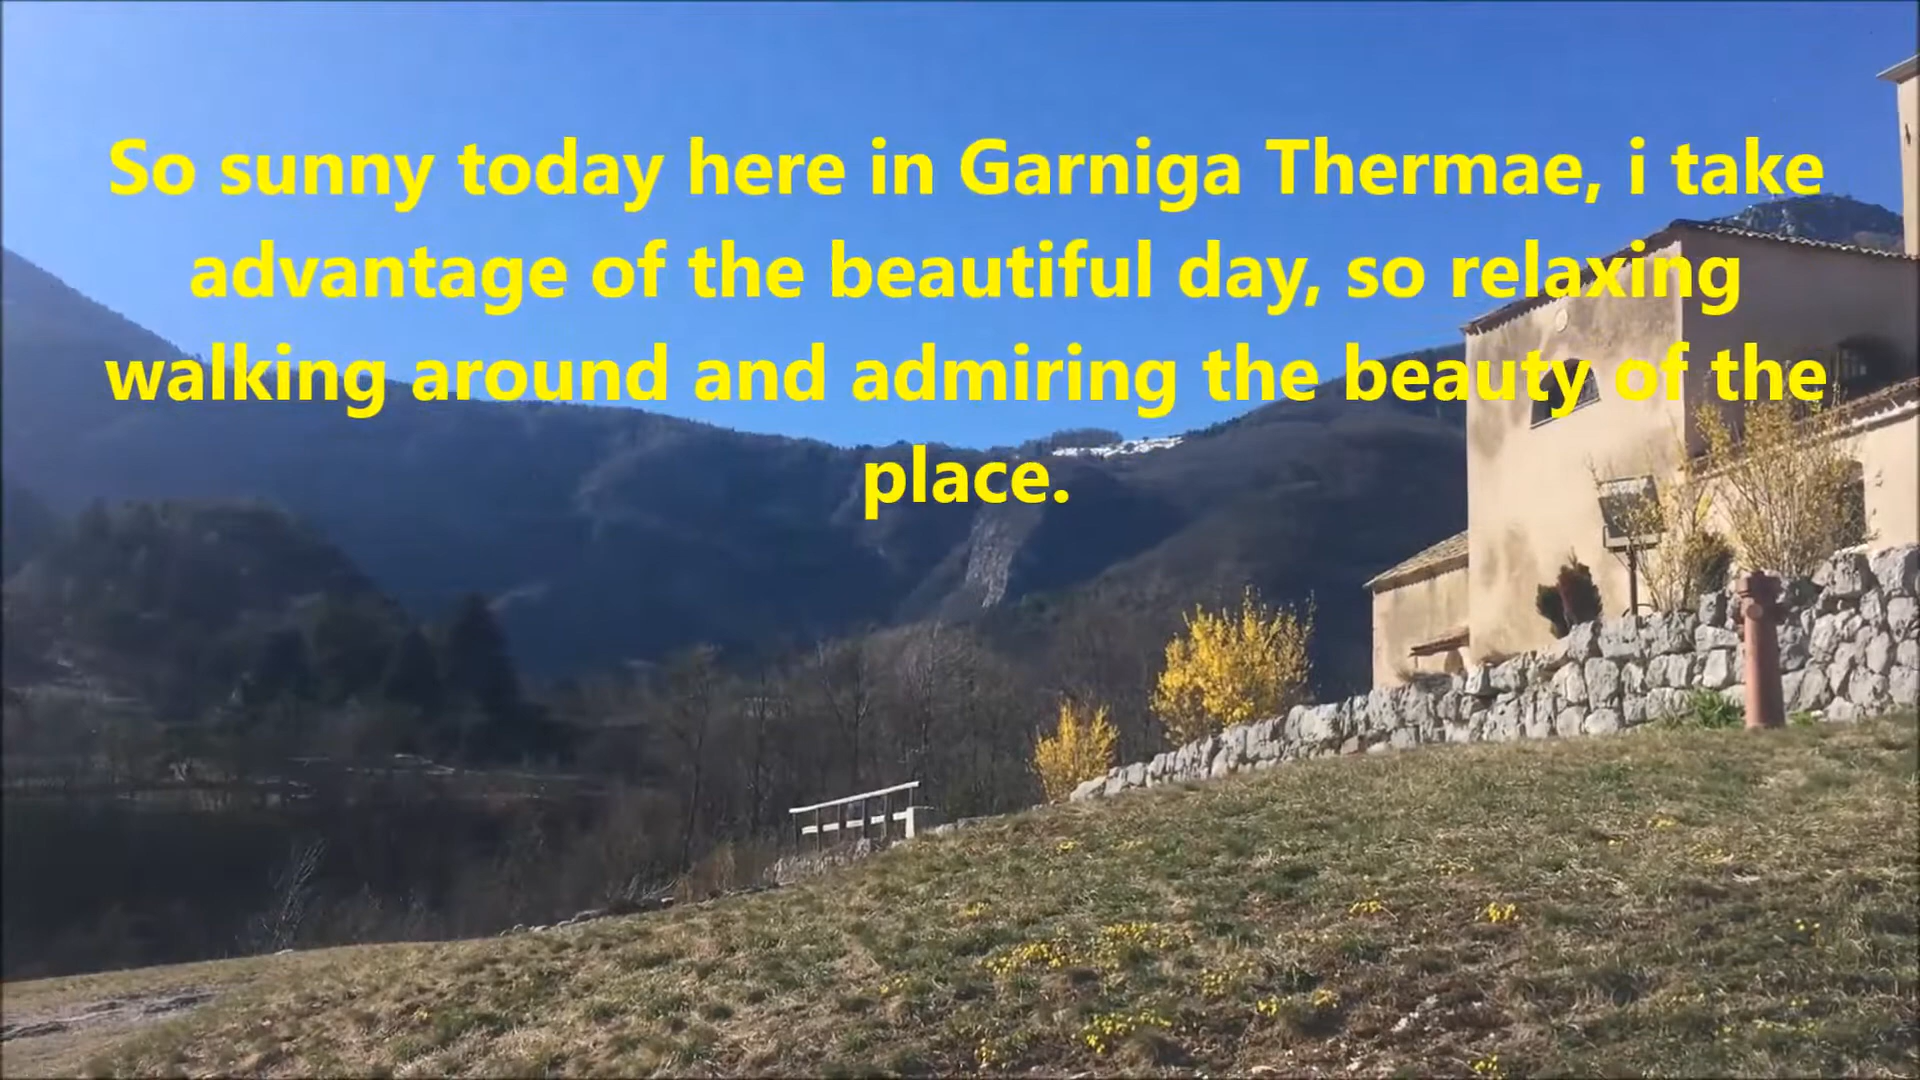 So sunny today here in Garniga Thermae, i take
advantage of the beautiful day, so relaxing
walking around and admiring the beauty of the
place.